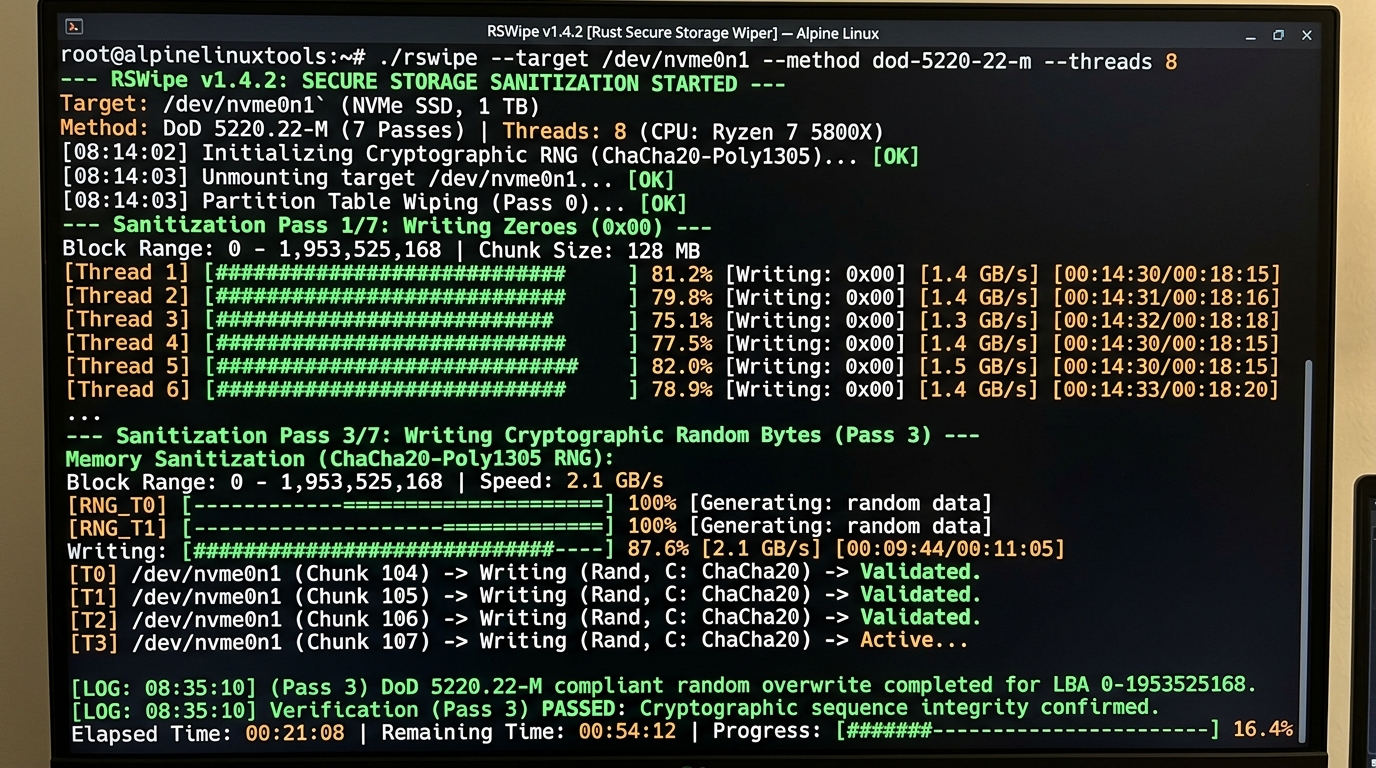 RSWipe v1.4.2 [Rust Secure Storage Wiper] — Alpine Linux
root@alpinelinuxtools:~# ./rswipe --target /dev/nvme0n1 --method dod-5220-22-m --threads 8
--- RSWipe v1.4.2: SECURE STORAGE SANITIZATION STARTED ---
Target: /dev/nvme0n1` (NVMe SSD, 1 TB)
Method: DoD 5220.22-M (7 Passes) | Threads: 8 (CPU: Ryzen 7 5800X)
[08:14:02] Initializing Cryptographic RNG (ChaCha20-Poly1305)... [OK]
[08:14:03] Unmounting target /dev/nvme0n1... [OK]
[08:14:03] Partition Table Wiping (Pass 0)... [OK]
--- Sanitization Pass 1/7: Writing Zeroes (0x00) ---
Block Range: 0 - 1,953,525,168 | Chunk Size: 128 MB
[Thread 1] [############################     ] 81.2% [Writing: 0x00] [1.4 GB/s] [00:14:30/00:18:15]
[Thread 2] [############################     ] 79.8% [Writing: 0x00] [1.4 GB/s] [00:14:31/00:18:16]
[Thread 3] [###########################      ] 75.1% [Writing: 0x00] [1.3 GB/s] [00:14:32/00:18:18]
[Thread 4] [############################     ] 77.5% [Writing: 0x00] [1.4 GB/s] [00:14:30/00:18:15]
[Thread 5] [#############################    ] 82.0% [Writing: 0x00] [1.5 GB/s] [00:14:30/00:18:15]
[Thread 6] [############################     ] 78.9% [Writing: 0x00] [1.4 GB/s] [00:14:33/00:18:20]
...
--- Sanitization Pass 3/7: Writing Cryptographic Random Bytes (Pass 3) ---
Memory Sanitization (ChaCha20-Poly1305 RNG):
Block Range: 0 - 1,953,525,168 | Speed: 2.1 GB/s
[RNG_T0] [------------=====================] 100% [Generating: random data]
[RNG_T1] [--------------------=============] 100% [Generating: random data]
Writing: [#############################----] 87.6% [2.1 GB/s] [00:09:44/00:11:05]
[T0] /dev/nvme0n1 (Chunk 104) -> Writing (Rand, C: ChaCha20) -> Validated.
[T1] /dev/nvme0n1 (Chunk 105) -> Writing (Rand, C: ChaCha20) -> Validated.
[T2] /dev/nvme0n1 (Chunk 106) -> Writing (Rand, C: ChaCha20) -> Validated.
[T3] /dev/nvme0n1 (Chunk 107) -> Writing (Rand, C: ChaCha20) -> Active...
[LOG: 08:35:10] (Pass 3) DoD 5220.22-M compliant random overwrite completed for LBA 0-1953525168.
[LOG: 08:35:10] Verification (Pass 3) PASSED: Cryptographic sequence integrity confirmed.
Elapsed Time: 00:21:08 | Remaining Time: 00:54:12 | Progress: [#######----------------------] 16.4%